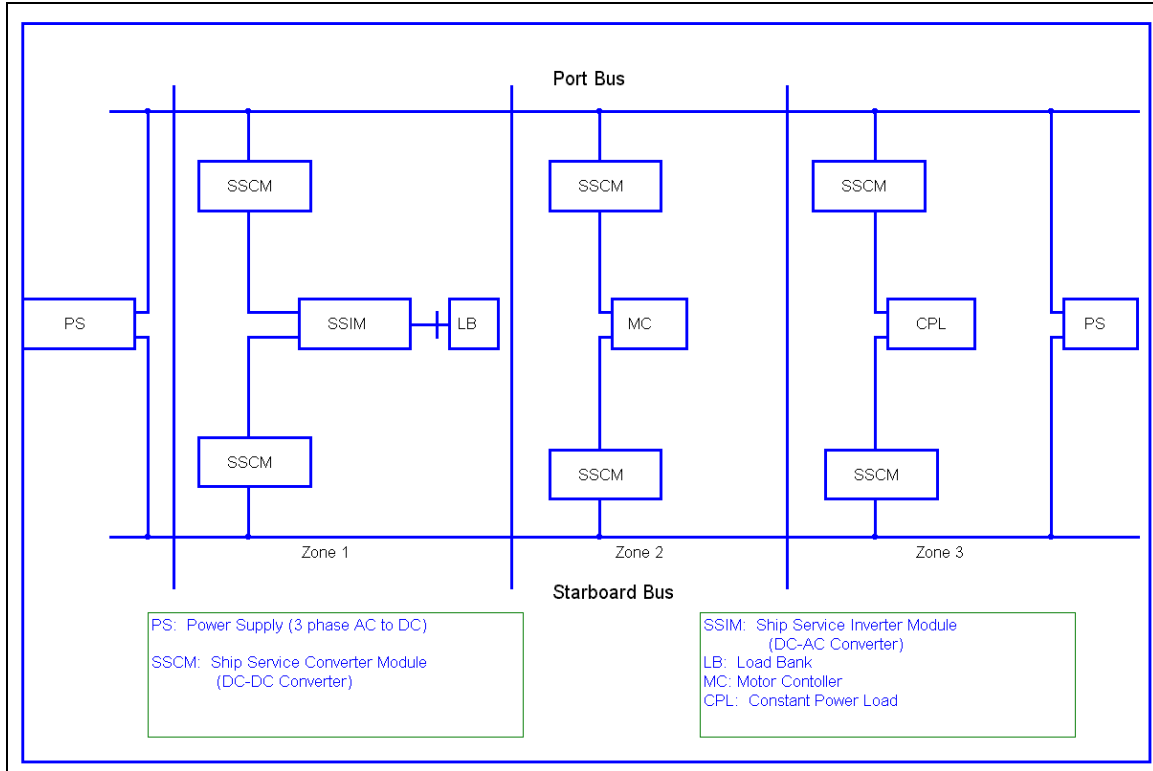 Port Bus
SSCM
SSCM
SSCM
PS
SSIM
LB
MC
CPL
PS
SSCM
SSCM
SSCM
Zone 1
Zone 2
Zone 3
Starboard Bus
PS: Power Supply (3 phase AC to DC)
SSCM: Ship Service Converter Module
(DC-DC Converter)
SSIM: Ship Service Inverter Module
(DC-AC Converter)
LB: Load Bank
MC: Motor Contoller
CPL: Constant Power Load